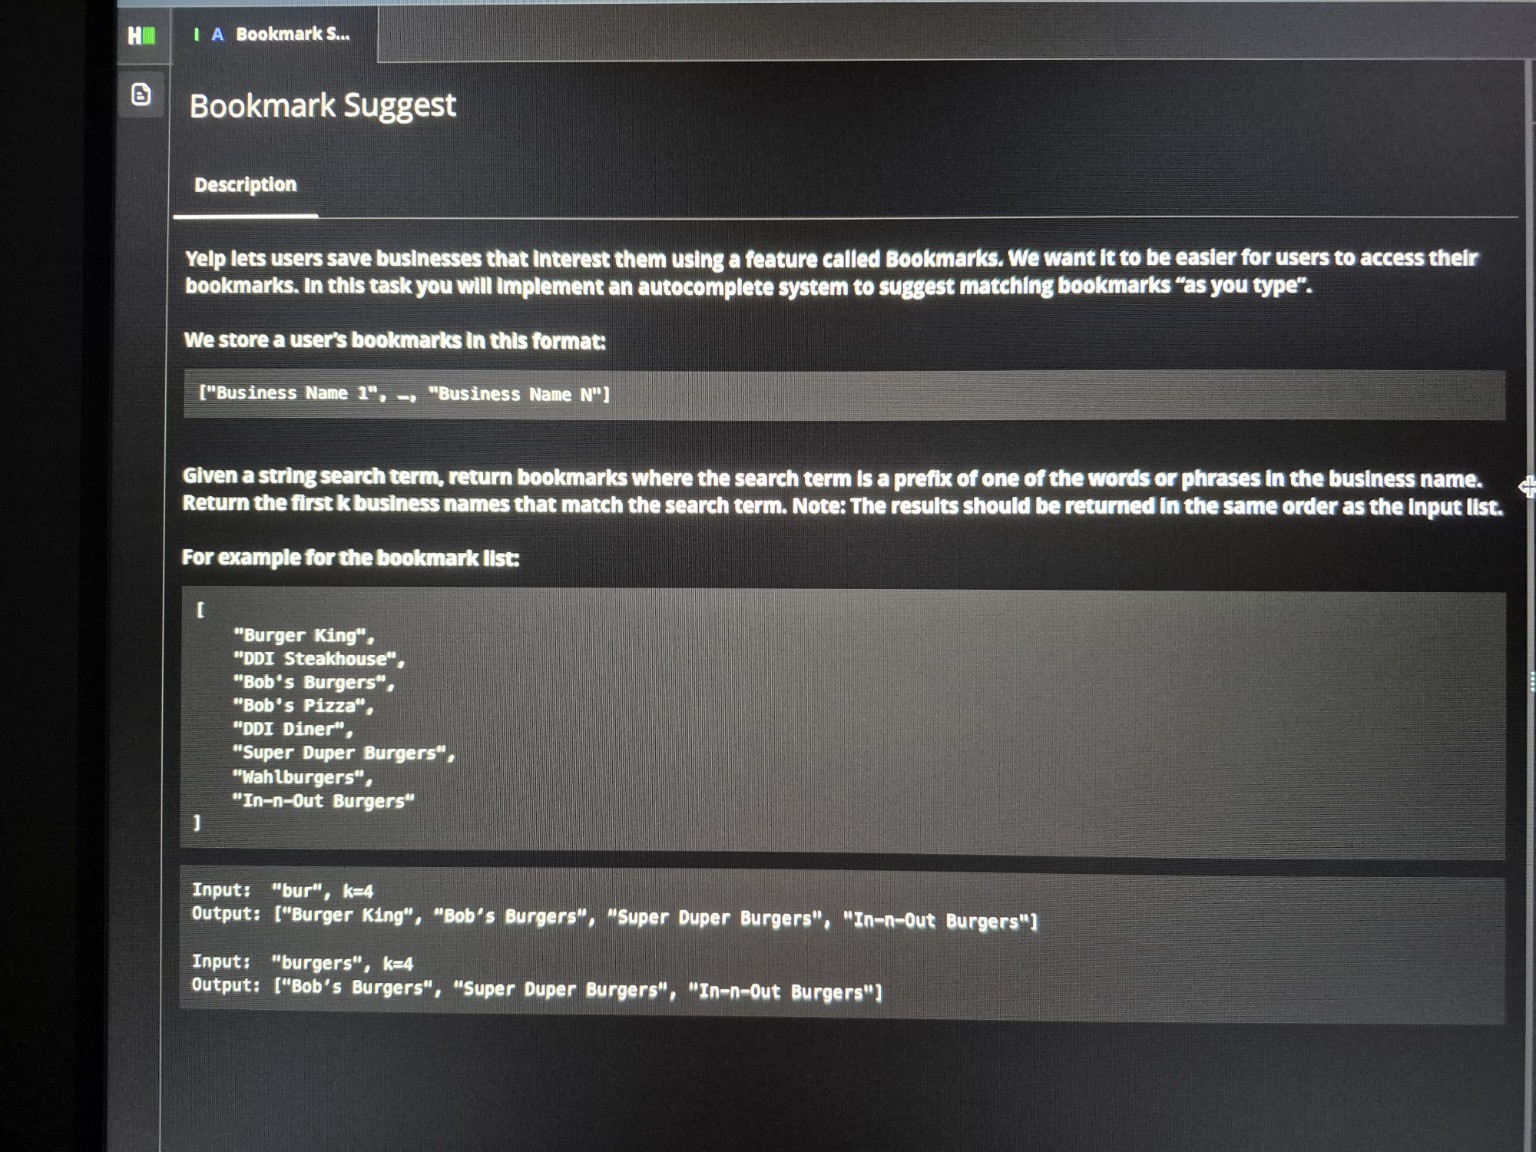 H
A Bookmark S...
Bookmark Suggest
Description
Yelp lets users save businesses that interest them using a feature called Bookmarks. We want it to be easier for users to access their
bookmarks. In this task you will implement an autocomplete system to suggest matching bookmarks “as you type”.
We store a user's bookmarks in this format:
["Business Name 1", …, "Business Name N"]
Given a string search term, return bookmarks where the search term is a prefix of one of the words or phrases in the business name.
Return the first k business names that match the search term. Note: The results should be returned in the same order as the input list.
For example for the bookmark list:
[
"Burger King",
"DDI Steakhouse",
"Bob's Burgers",
"Bob's Pizza",
"DDI Diner",
"Super Duper Burgers",
"Wahlburgers",
"In-n-Out Burgers"
]
Input: "bur", k=4
Output: ["Burger King", "Bob’s Burgers", "Super Duper Burgers", "In-n-Out Burgers"]
Input: "burgers", k=4
Output: ["Bob’s Burgers", "Super Duper Burgers", "In-n-Out Burgers"]